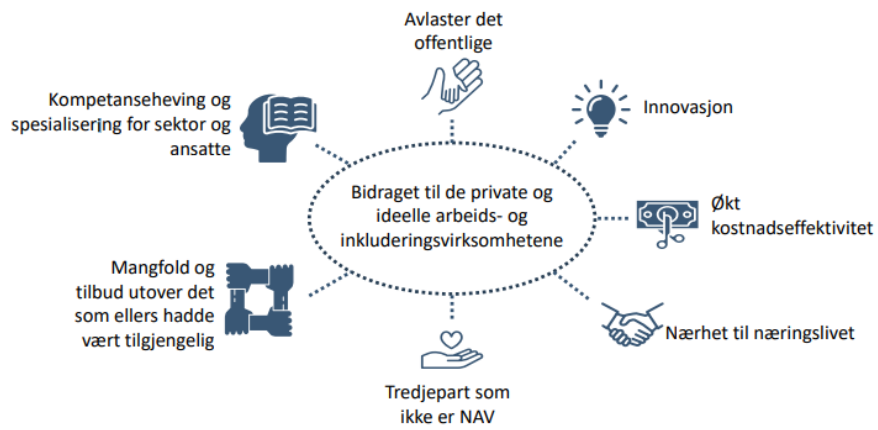 Avlaster det
offentlige
Kompetanseheving og
spesialisering for sektor og
ansatte
Innovasjon
Bidraget til de private og
ideelle arbeids- og
inkluderingsvirksomhetene
Økt
kostnadseffektivitet
Mangfold og
tilbud utover det
som ellers hadde
vært tilgjengelig
Nærhet til næringslivet
Tredjepart som
ikke er NAV